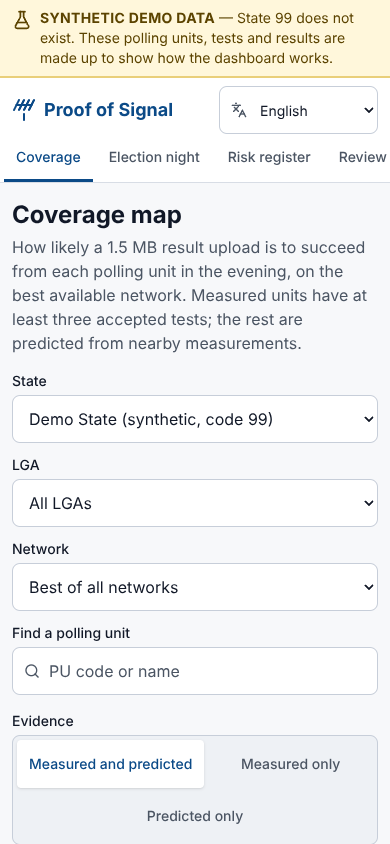 SYNTHETIC DEMO DATA — State 99 does not
exist. These polling units, tests and results are
made up to show how the dashboard works.
Proof of Signal
English
Coverage
Election night
Risk register
Review
Coverage map
How likely a 1.5 MB result upload is to succeed
from each polling unit in the evening, on the
best available network. Measured units have at
least three accepted tests; the rest are
predicted from nearby measurements.
State
Demo State (synthetic, code 99)
LGA
All LGAs
Network
Best of all networks
Find a polling unit
PU code or name
Evidence
Measured and predicted
Measured only
Predicted only